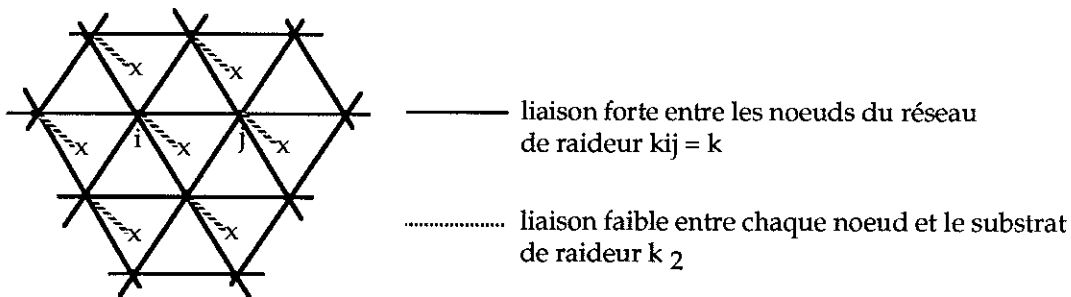 x x
liaison forte entre les noeuds du réseau
x i x j x
de raideur kij = k
liaison faible entre chaque noeud et le substrat
x x
de raideur k 2